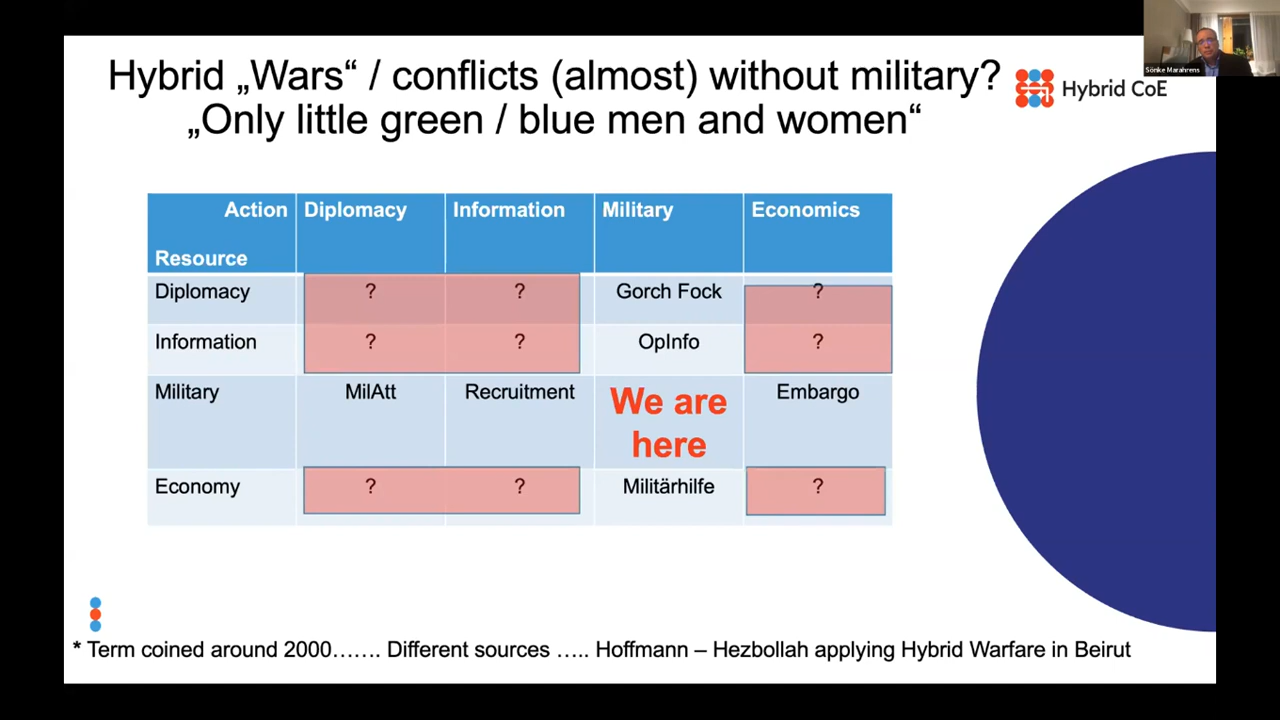 Sönke Marahrens
Hybrid „Wars“ / conflicts (almost) without military?
„Only little green / blue men and women“
Hybrid CoE
Action Diplomacy Information Military Economics
Resource
Diplomacy ? ? Gorch Fock ?
Information ? ? OpInfo ?
Military MilAtt Recruitment We are here Embargo
Economy ? ? Militärhilfe ?
* Term coined around 2000……. Different sources ….. Hoffmann – Hezbollah applying Hybrid Warfare in Beirut